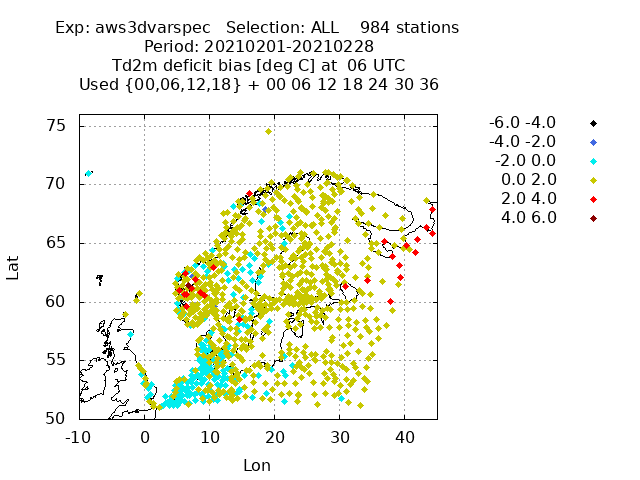 Exp: aws3dvarspec Selection: ALL 984 stations
Period: 20210201-20210228
Td2m deficit bias [deg C] at 06 UTC
Used {00,06,12,18} + 00 06 12 18 24 30 36
75
70
65
60
55
50
Lat
-10 0 10 20 30 40
Lon
-6.0 -4.0
-4.0 -2.0
-2.0 0.0
0.0 2.0
2.0 4.0
4.0 6.0